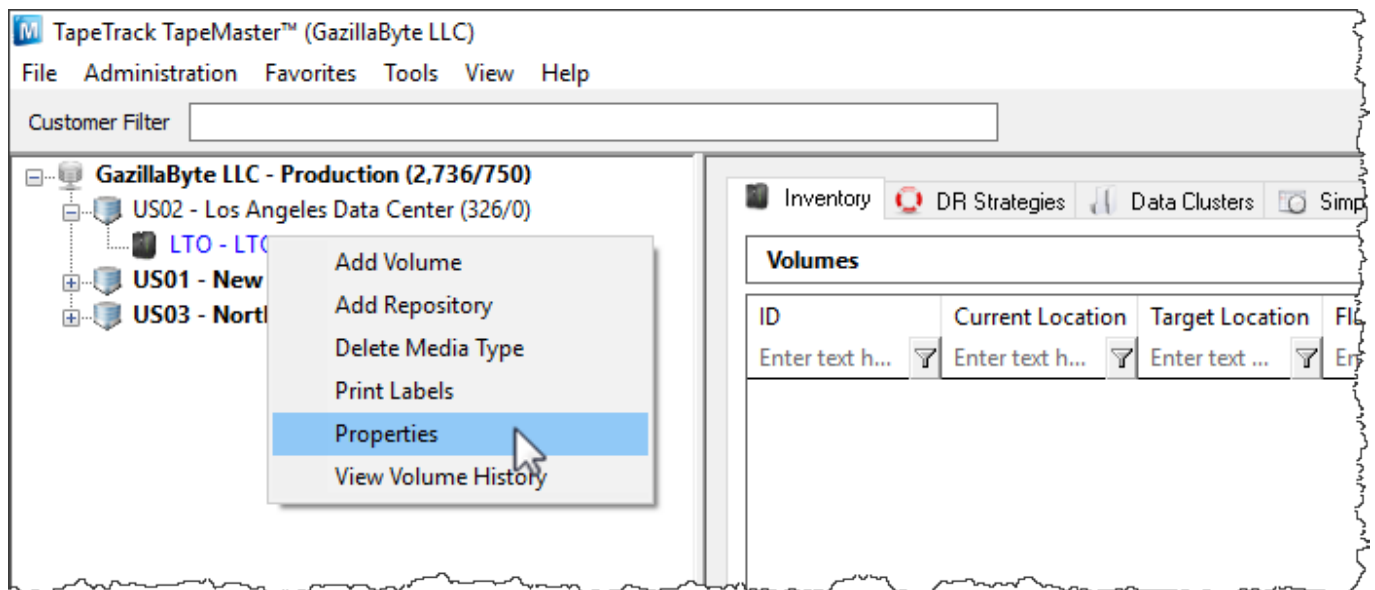 TapeTrack TapeMaster™ (GazillaByte LLC)
File Administration Favorites Tools View Help
Customer Filter
GazillaByte LLC - Production (2,736/750)
US02 - Los Angeles Data Center (326/0)
LTO - LTO
US01 - New
US03 - North
Add Volume
Add Repository
Delete Media Type
Print Labels
Properties
View Volume History
Inventory DR Strategies Data Clusters Simp
Volumes
ID Current Location Target Location
Enter text h... Enter text h... Enter text ...